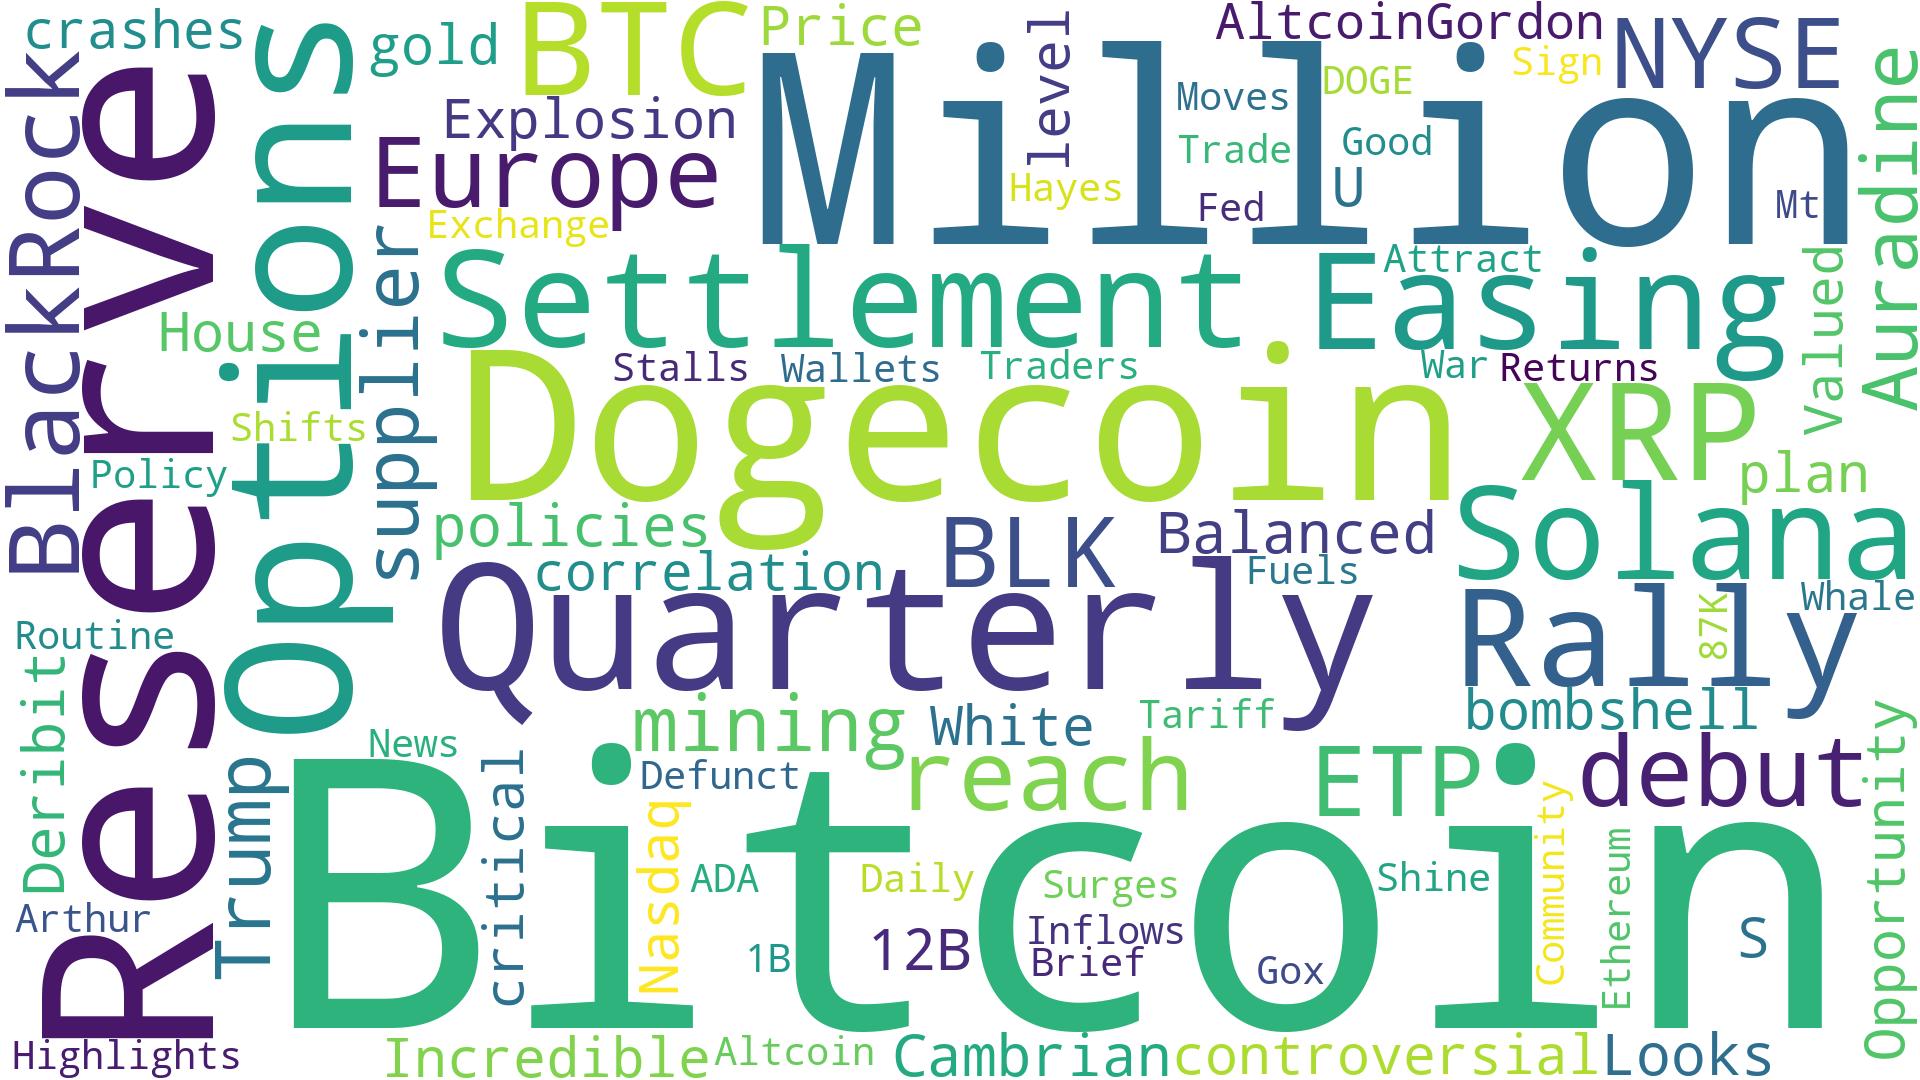 crashes
gold
BTC
Price
AltcoinGordon
NYSE
BlackRock
Reserve
Options
Explosion
Europe
Exchange
Million
level
Moves
DOGE
Sign
Trade
Good
Hayes
Fed
U
Mt
Auradine
supplier
Settlement
Easing
Attract
Valued
House
Stalls
Wallets
Traders
War
Returns
Dogecoin
XRP
Shifts
Policy
plan
policies
BLK
Balanced
Solana
correlation
Fuels
Whale
Quarterly
Rally
87K
Routine
Deribit
mining
White
Tariff
bombshell
News
Trump
critical
Defunct
reach
ETP
debut
Opportunity
Bitcoin
Nasdaq
ADA
Daily
Surges
Shine
Community
Ethereum
Arthur
1B
12B
Inflows
Brief
Gox
S
Highlights
Incredible
Altcoin
Cambrian
controversial
Looks